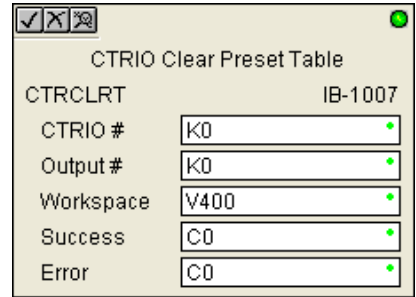 CTRIO Clear Preset Table
CTRCLRT IB-1007
CTRIO # K0
Output # K0
Workspace V400
Success C0
Error C0